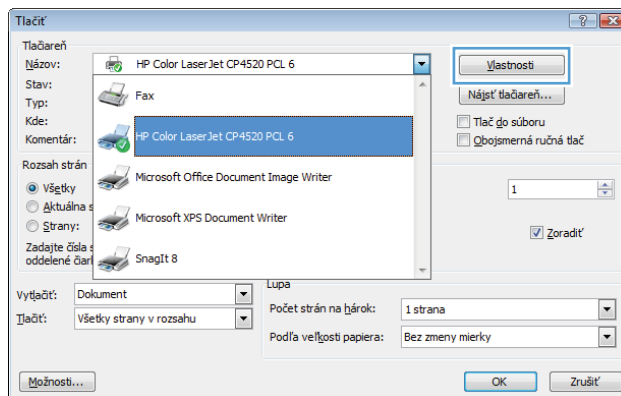 Tlačiť
Tlačiareň
Názov: HP Color LaserJet CP4520 PCL 6 Vlastnosti
Stav:
Fax Nájsť tlačiareň...
Typ:
Kde: Tlač do súboru
Komentár: HP Color LaserJet CP4520 PCL 6 Obojsmerná ručná tlač
Rozsah strán
Microsoft Office Document Image Writer
Všetky 1
Aktuálna s
Microsoft XPS Document Writer
Strany: Zoradiť
Zadajte čísla s
oddelené čiar
SnagIt 8
Vytlačiť: Dokument
Tlačiť: Všetky strany v rozsahu
Lupa
Počet strán na hárok: 1 strana
Podľa veľkosti papiera: Bez zmeny mierky
Možnosti... OK Zrušiť